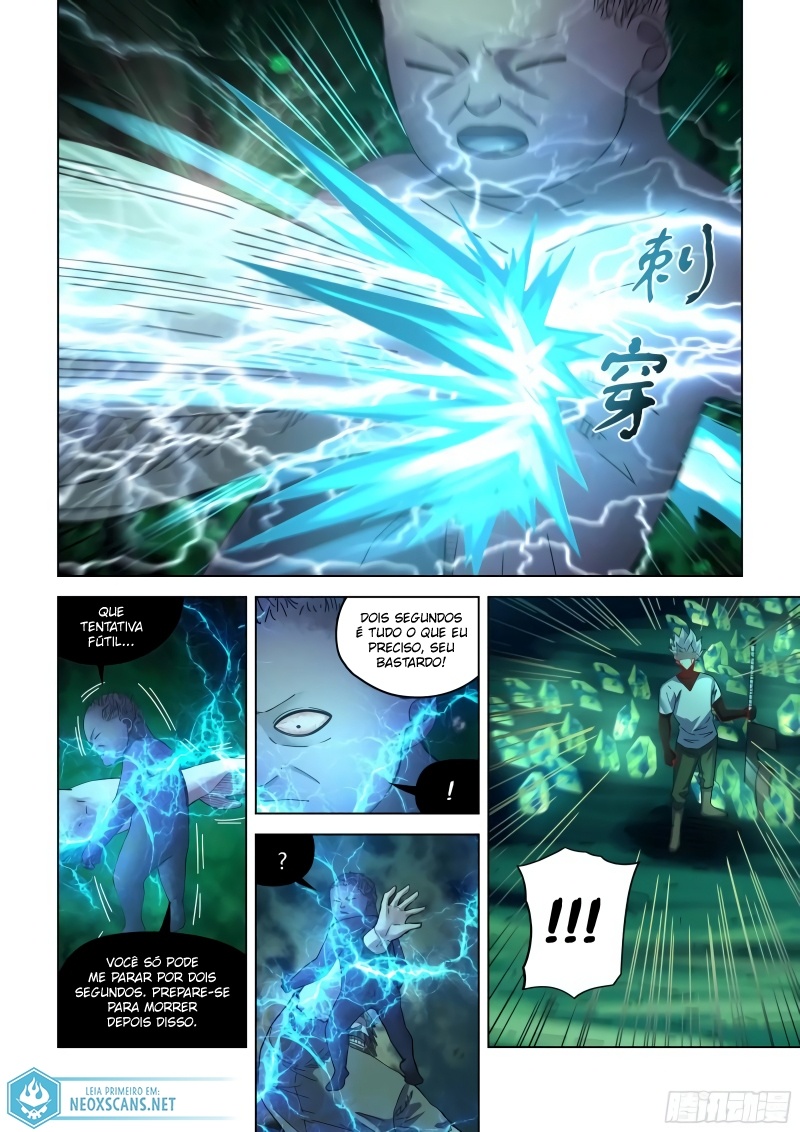 刺
穿
QUE
TENTATIVA
FÚTIL...
VOCÊ SÓ PODE
ME PARAR POR DOIS
SEGUNDOS. PREPARE-SE
PARA MORRER
DEPOIS DISSO.
DOIS SEGUNDOS
É TUDO O QUE EU
PRECISO, SEU
BASTARDO!
!
?
!!!
LEIA PRIMEIRO EM:
NEOXSCANS.NET
腾讯动漫